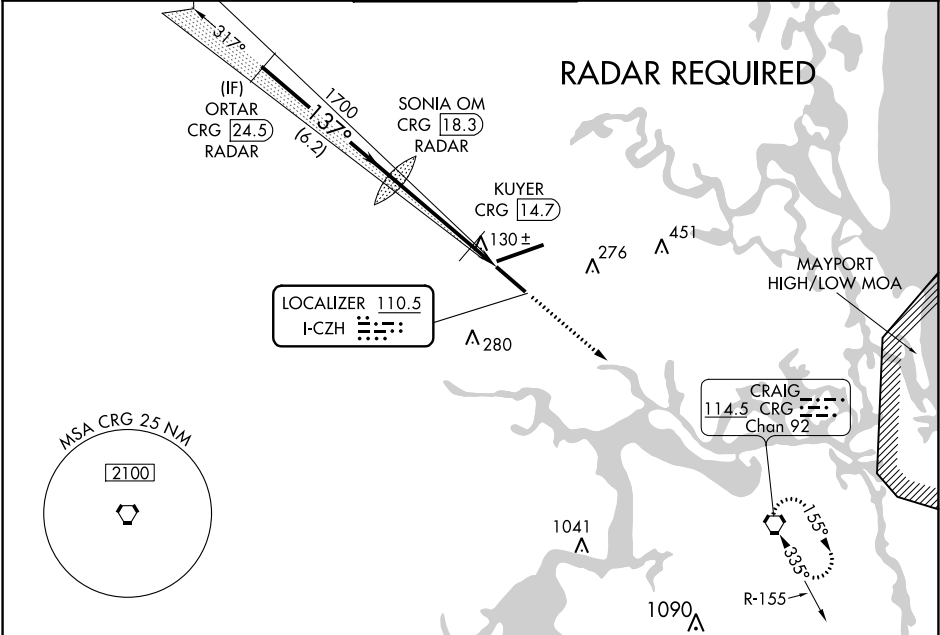 317°
RADAR REQUIRED
(IF)
ORTAR
CRG 24.5
RADAR
1700
137°
(6.2)
SONIA OM
CRG 18.3
RADAR
KUYER
CRG 14.7
130 ±
276
451
MAYPORT
HIGH/LOW MOA
LOCALIZER 110.5
I-CZH
280
CRAIG
114.5 CRG
Chan 92
MSA CRG 25 NM
2100
155°
335°
R-155
1041
1090